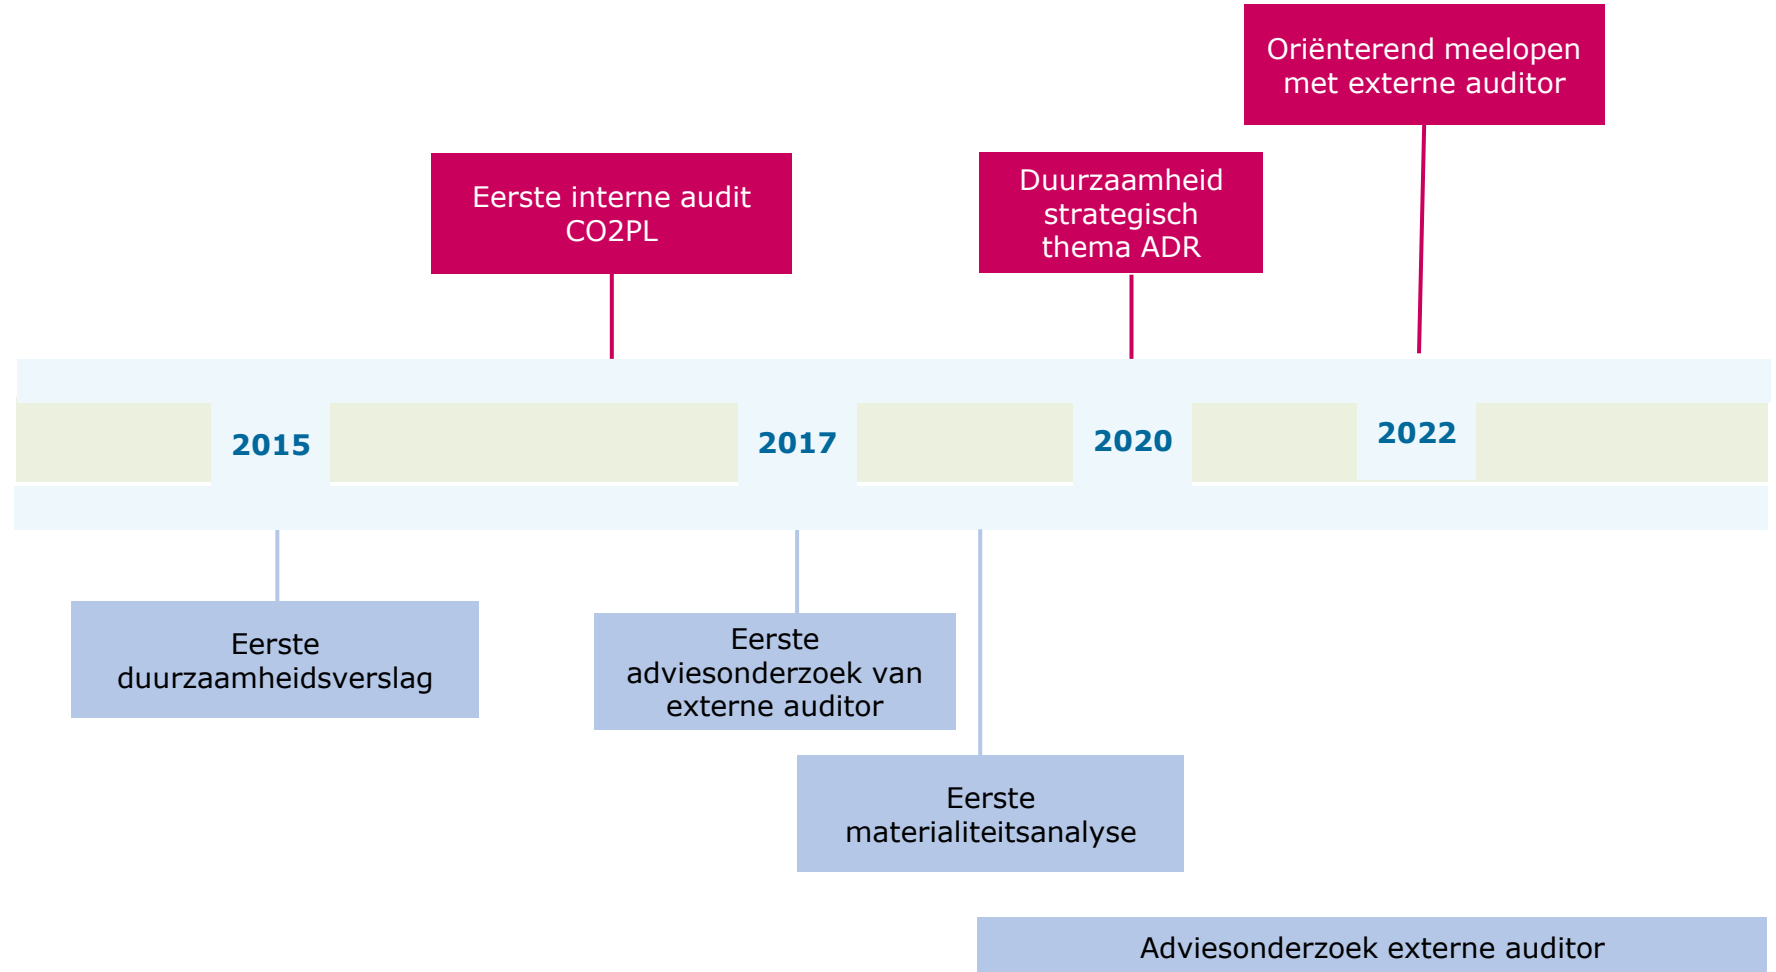 Oriënterend meelopen
met externe auditor
Eerste interne audit
CO2PL
Duurzaamheid
strategisch
thema ADR
2015
2017
2020
2022
Eerste
duurzaamheidsverslag
Eerste
adviesonderzoek van
externe auditor
Eerste
materialiteitsanalyse
Adviesonderzoek externe auditor